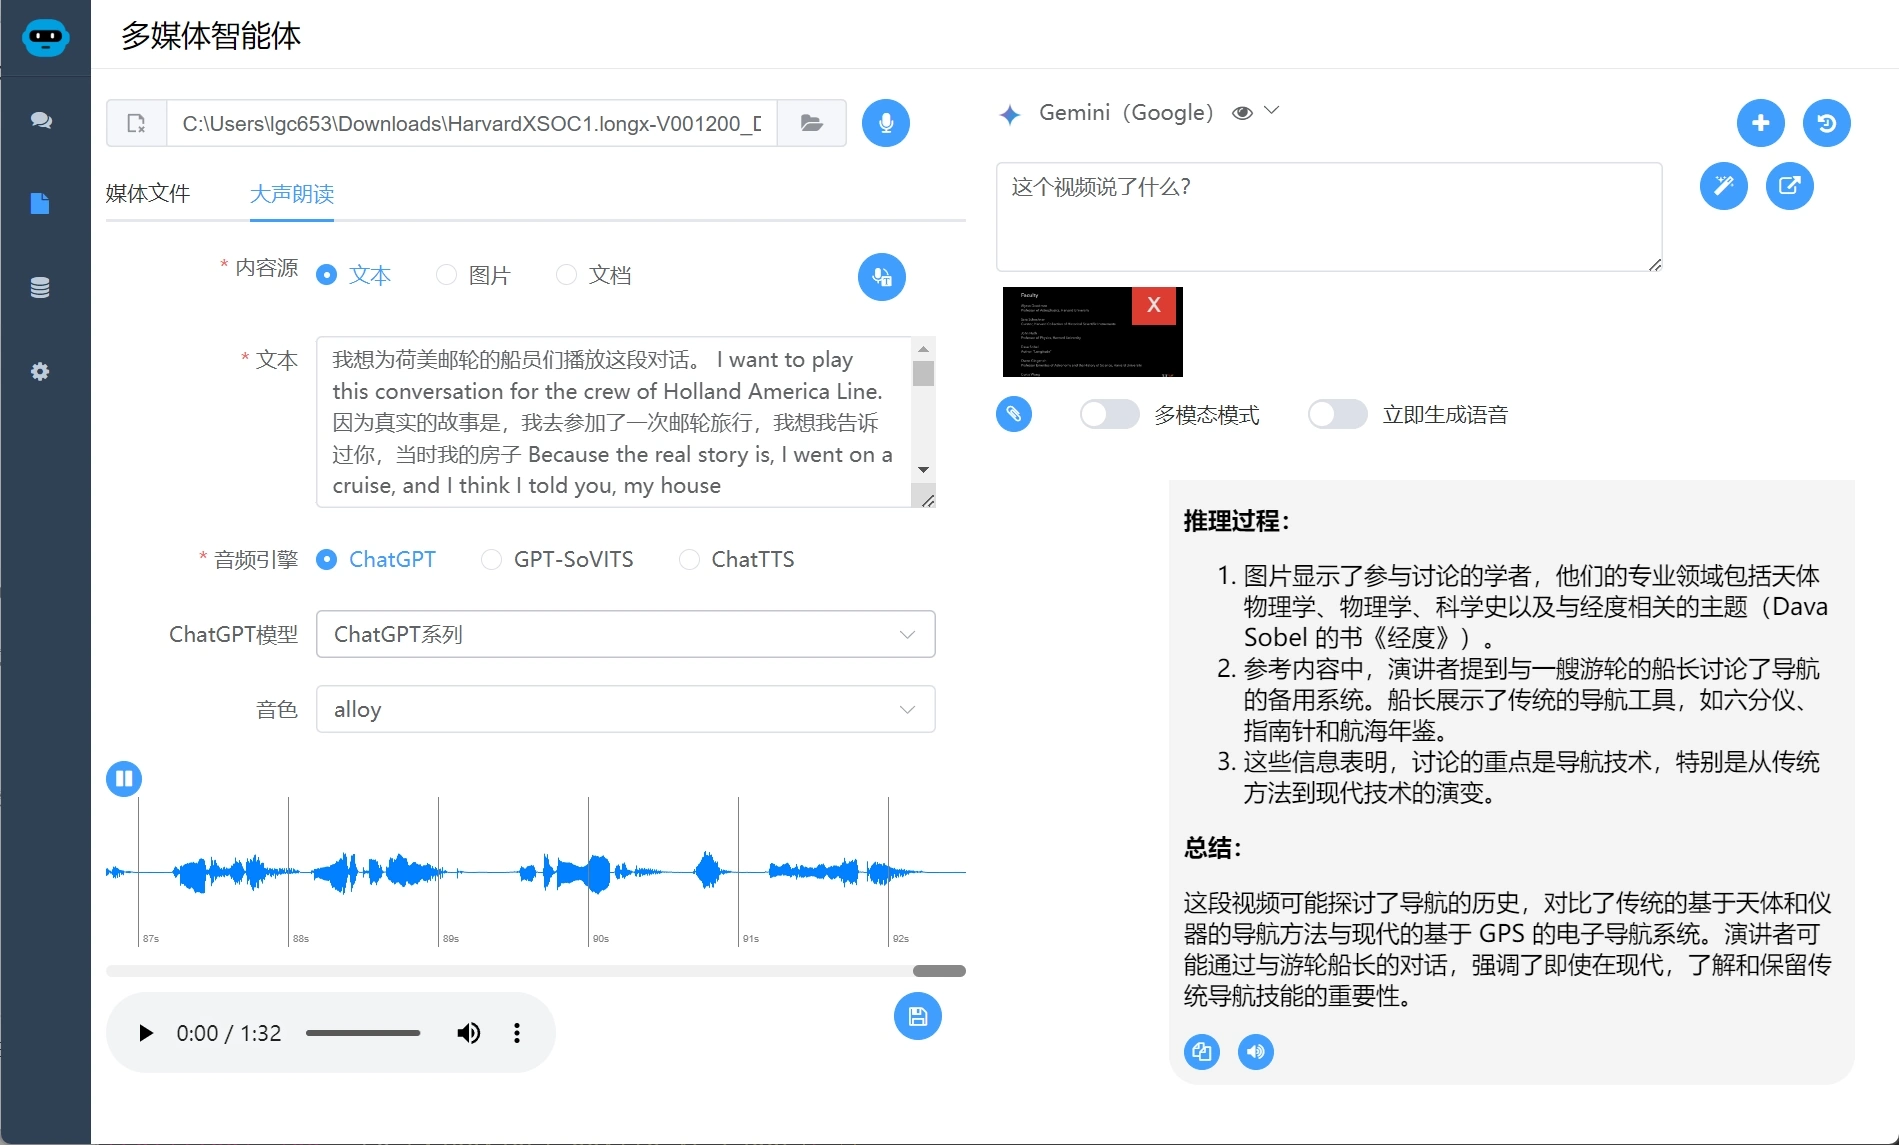 多媒体智能体
C:\Users\lgc653\Downloads\HarvardXSOC1.longx-V001200_D
媒体文件
大声朗读
* 内容源
文本
图片
文档
* 文本
我想为荷美邮轮的船员们播放这段对话。 I want to play
this conversation for the crew of Holland America Line.
因为真实的故事是，我去参加了一次邮轮旅行，我想我告诉
过你，当时我的房子 Because the real story is, I went on a
cruise, and I think I told you, my house
* 音频引擎
ChatGPT
GPT-SoVITS
ChatTTS
ChatGPT模型
ChatGPT系列
音色
alloy
87s
88s
89s
90s
91s
92s
0:00 / 1:32
Gemini（Google）
这个视频说了什么？
Faculty
X
多模态模式
立即生成语音
推理过程：
1. 图片显示了参与讨论的学者，他们的专业领域包括天体
物理学、物理学、科学史以及与经度相关的主题（Dava
Sobel 的书《经度》）。
2. 参考内容中，演讲者提到与一艘游轮的船长讨论了导航
的备用系统。船长展示了传统的导航工具，如六分仪、
指南针和航海年鉴。
3. 这些信息表明，讨论的重点是导航技术，特别是从传统
方法到现代技术的演变。
总结：
这段视频可能探讨了导航的历史，对比了传统的基于天体和仪
器的导航方法与现代的基于 GPS 的电子导航系统。演讲者可
能通过与游轮船长的对话，强调了即使在现代，了解和保留传
统导航技能的重要性。